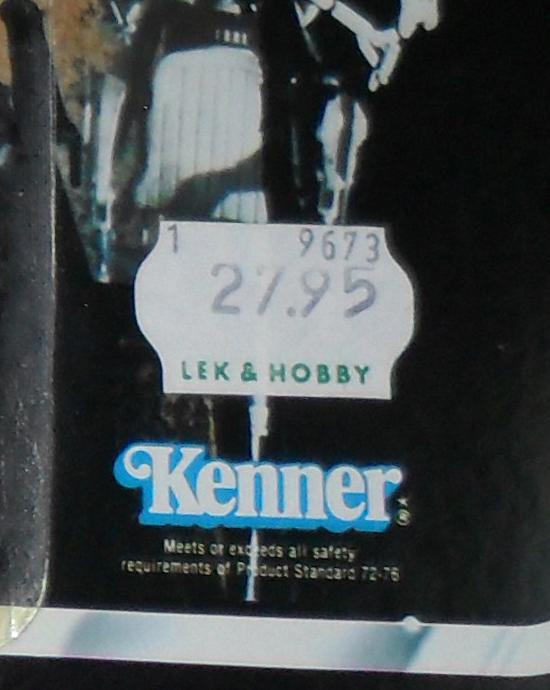 1 9673
27.95
LEK & HOBBY
Kenner®
Meets or exceeds all safety
requirements of Product Standard 72-76